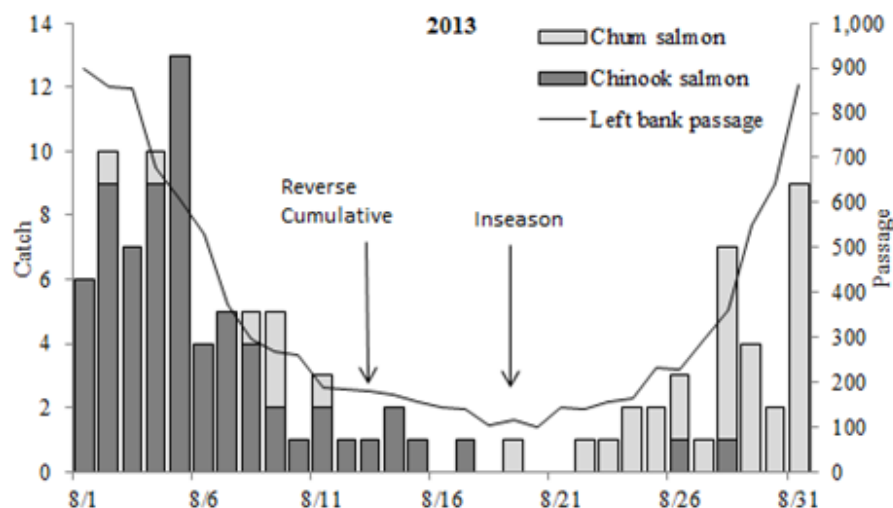 2013
Chum salmon
Chinook salmon
Left bank passage
Reverse
Cumulative
Inseason
Catch
Passage
14
12
10
8
6
4
2
0
1,000
900
800
700
600
500
400
300
200
100
0
8/1 8/6 8/11 8/16 8/21 8/26 8/31